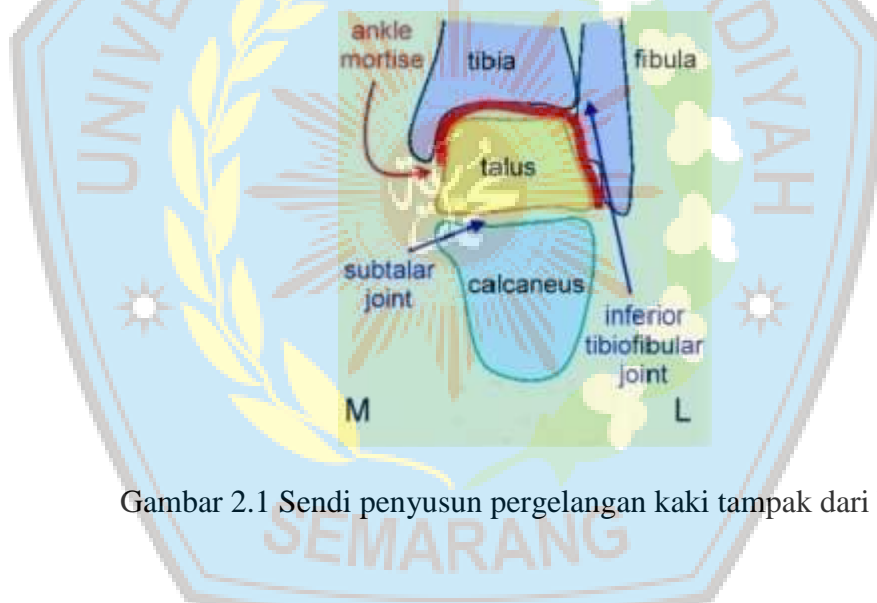 ankle
mortise
tibia
fibula
talus
subtalar
joint
calcaneus
inferior
tibiofibular
joint
M
L
Gambar 2.1 Sendi penyusun pergelangan kaki tampak dari
SEMARANG